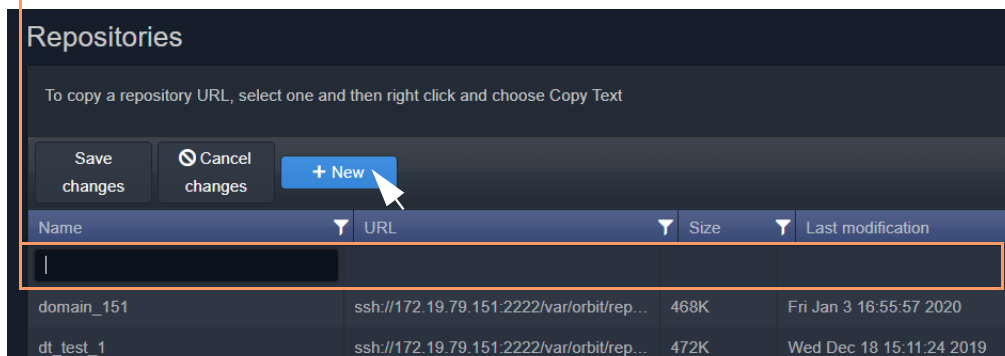 Repositories
To copy a repository URL, select one and then right click and choose Copy Text
Save changes
Cancel changes
+ New
Name URL Size Last modification
domain_151 ssh://172.19.79.151:2222/var/orbit/rep... 468K Fri Jan 3 16:55:57 2020
dt_test_1 ssh://172.19.79.151:2222/var/orbit/rep... 472K Wed Dec 18 15:11:24 2019